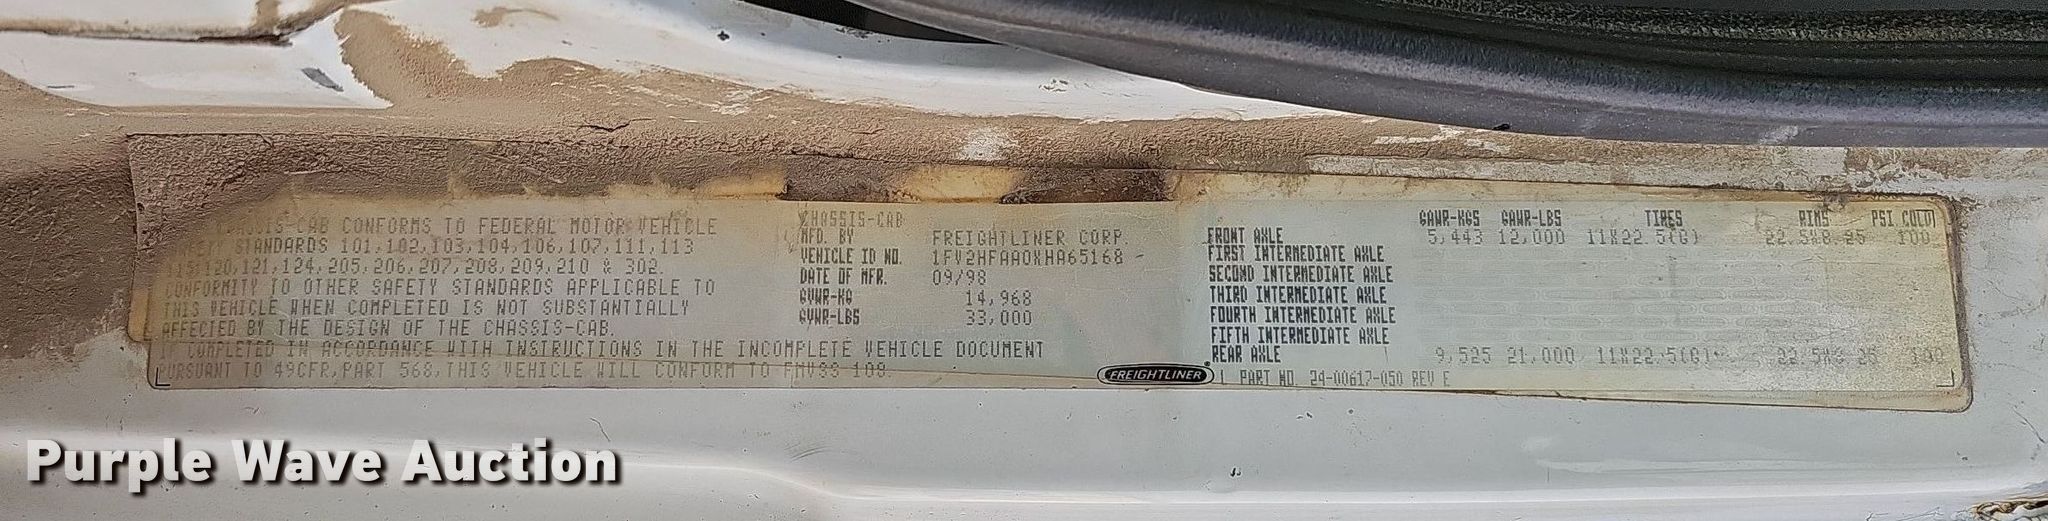 CHASSIS-CAB CONFORMS TO FEDERAL MOTOR VEHICLE
STANDARDS 101,102,103,104,106,107,111,113
120,121,124,205,206,207,208,209,210 & 302.
CONFORMITY TO OTHER SAFETY STANDARDS APPLICABLE TO
THIS VEHICLE WHEN COMPLETED IS NOT SUBSTANTIALLY
AFFECTED BY THE DESIGN OF THE CHASSIS-CAB.
IF COMPLETED IN ACCORDANCE WITH INSTRUCTIONS IN THE INCOMPLETE VEHICLE DOCUMENT
PURSUANT TO 49CFR,PART 568,THIS VEHICLE WILL CONFORM TO FMVSS 108.
CHASSIS-CAB
MFD. BY FREIGHTLINER CORP.
VEHICLE ID NO. 1FV2HFAA0XHA65168
DATE OF MFR. 09/98
GVWR-KG 14,968
GVWR-LBS 33,000
GAWR-KGS GAWR-LBS TIRES RIMS PSI COLD
FRONT AXLE 5,443 12,000 11X22.5(G) 22.5X8.25 100
FIRST INTERMEDIATE AXLE
SECOND INTERMEDIATE AXLE
THIRD INTERMEDIATE AXLE
FOURTH INTERMEDIATE AXLE
FIFTH INTERMEDIATE AXLE
REAR AXLE 9,525 21,000 11X22.5(G) 22.5X8.25 100
FREIGHTLINER
PART NO. 24-00617-050 REV E
Purple Wave Auction